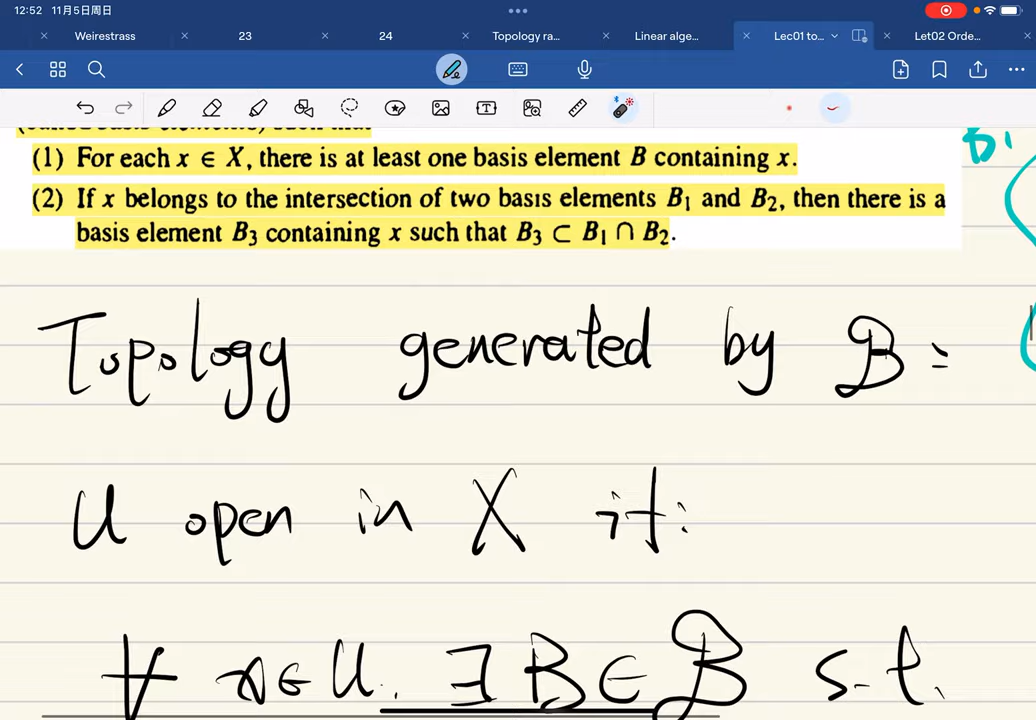 12:52 11月5日周日
Weirestrass 23 24 Topology ra... Linear alge... Lec01 to... Let02 Orde...
(1) For each x ∈ X, there is at least one basis element B containing x.
(2) If x belongs to the intersection of two basis elements B₁ and B₂, then there is a
basis element B₃ containing x such that B₃ ⊂ B₁ ∩ B₂.
Topology generated by ℬ:
U open in X if:
∀ x∈U. ∃ B∈ℬ s.t.